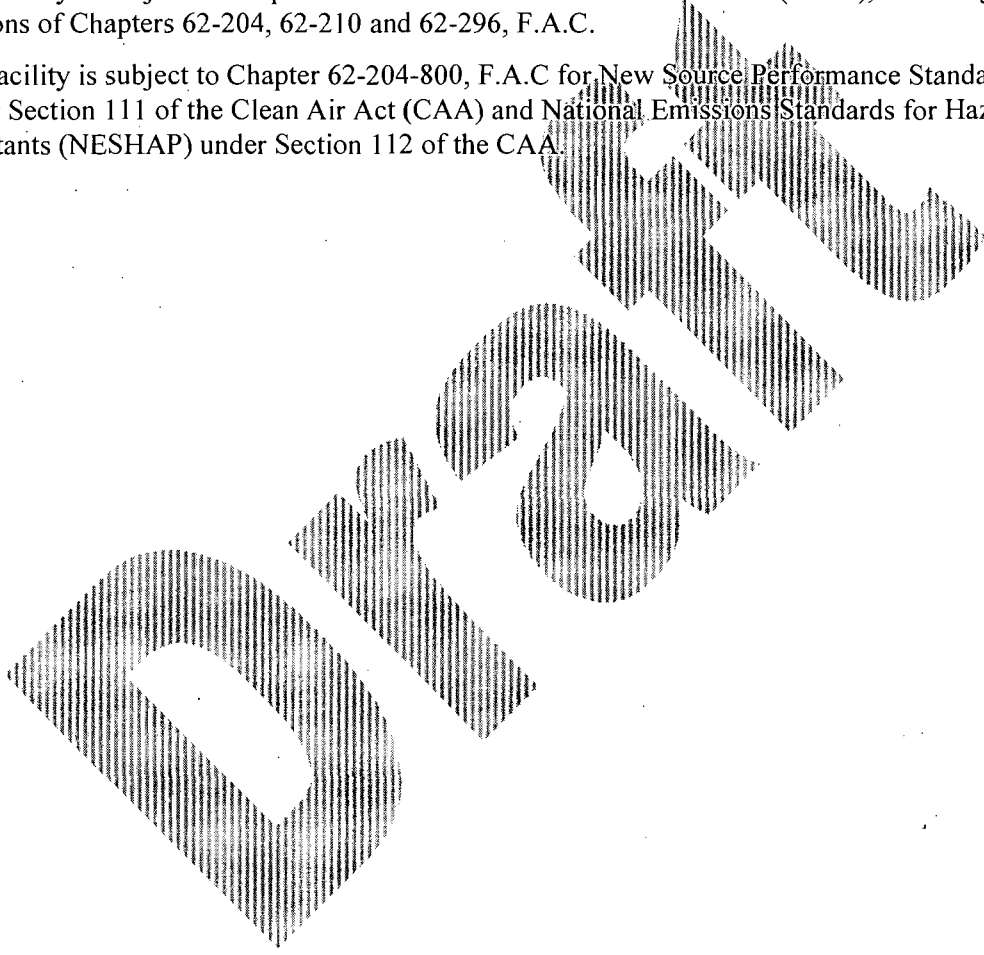 ons of Chapters 62-204, 62-210 and 62-296, F.A.C.
acility is subject to Chapter 62-204-800, F.A.C for New Source Performance Standa
Section 111 of the Clean Air Act (CAA) and National Emissions Standards for Haz
tants (NESHAP) under Section 112 of the CAA.
Draft